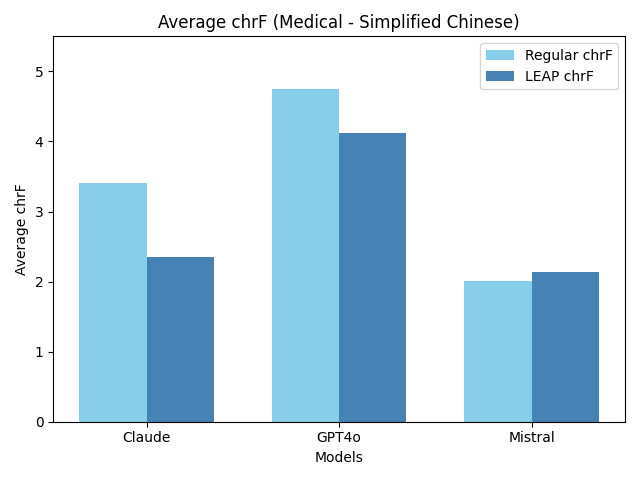 Average chrF (Medical - Simplified Chinese)
Regular chrF
LEAP chrF
Average chrF
5
4
3
2
1
0
Claude GPT4o Mistral
Models